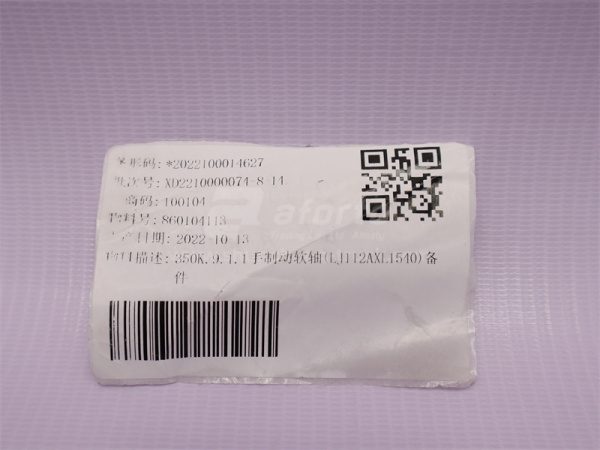 条形码: *2022100014627
批次号: XD2210000074-8 14
商码: 100104
物料号: 860104113
生产日期: 2022-10-13
物料描述: 350K.9.1.1手制动软轴(LJ112AXL1540)备
件
afor